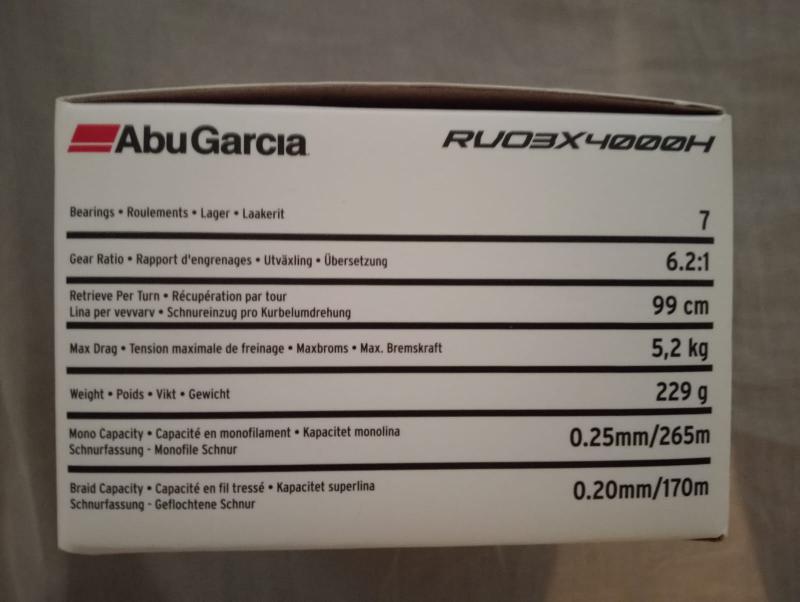 AbuGarcia
RVO3X4000H
Bearings • Roulements • Lager • Laakerit
7
Gear Ratio • Rapport d'engrenages • Utväxling • Übersetzung
6.2:1
Retrieve Per Turn • Récupération par tour
Lina per vevvarv • Schnureinzug pro Kurbelumdrehung
99 cm
Max Drag • Tension maximale de freinage • Maxbroms • Max. Bremskraft
5,2 kg
Weight • Poids • Vikt • Gewicht
229 g
Mono Capacity • Capacité en monofilament • Kapacitet monolina
Schnurfassung - Monofile Schnur
0.25mm/265m
Braid Capacity • Capacité en fil tressé • Kapacitet superlina
Schnurfassung - Geflochtene Schnur
0.20mm/170m